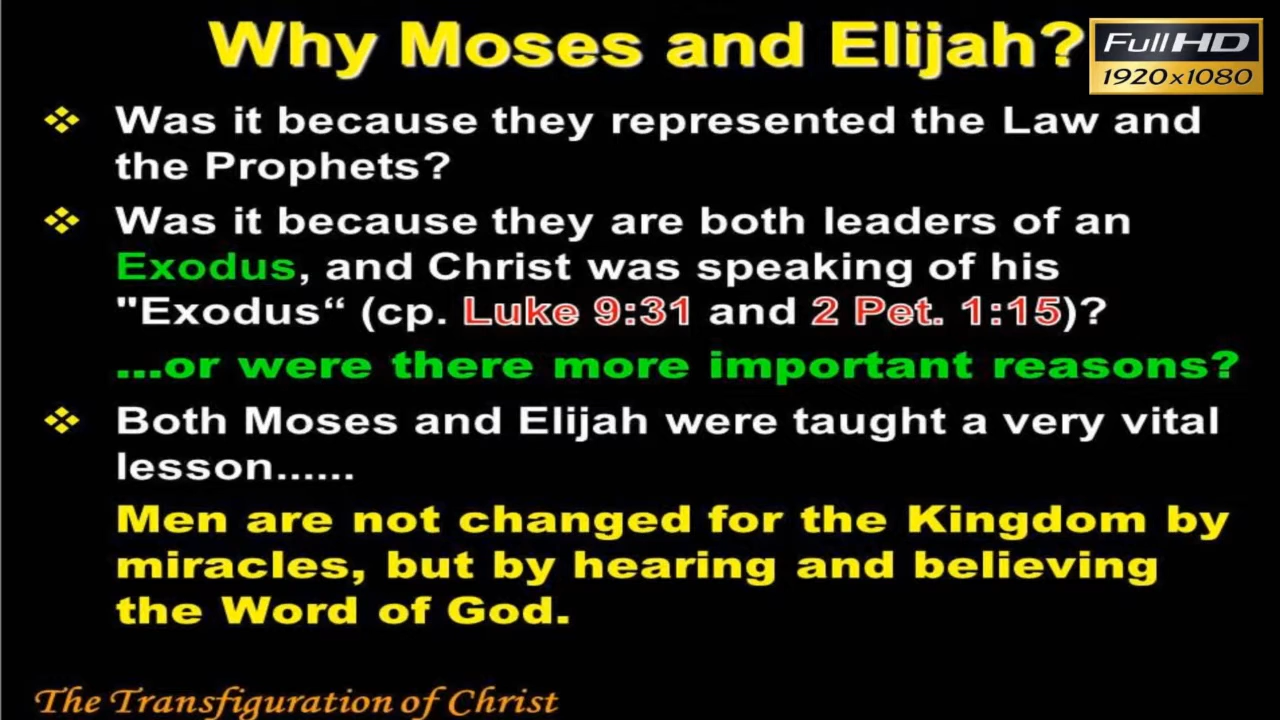 Why Moses and Elijah?
Full HD
1920x1080
Was it because they represented the Law and
the Prophets?
Was it because they are both leaders of an
Exodus, and Christ was speaking of his
"Exodus“ (cp. Luke 9:31 and 2 Pet. 1:15)?
...or were there more important reasons?
Both Moses and Elijah were taught a very vital
lesson......
Men are not changed for the Kingdom by
miracles, but by hearing and believing
the Word of God.
The Transfiguration of Christ